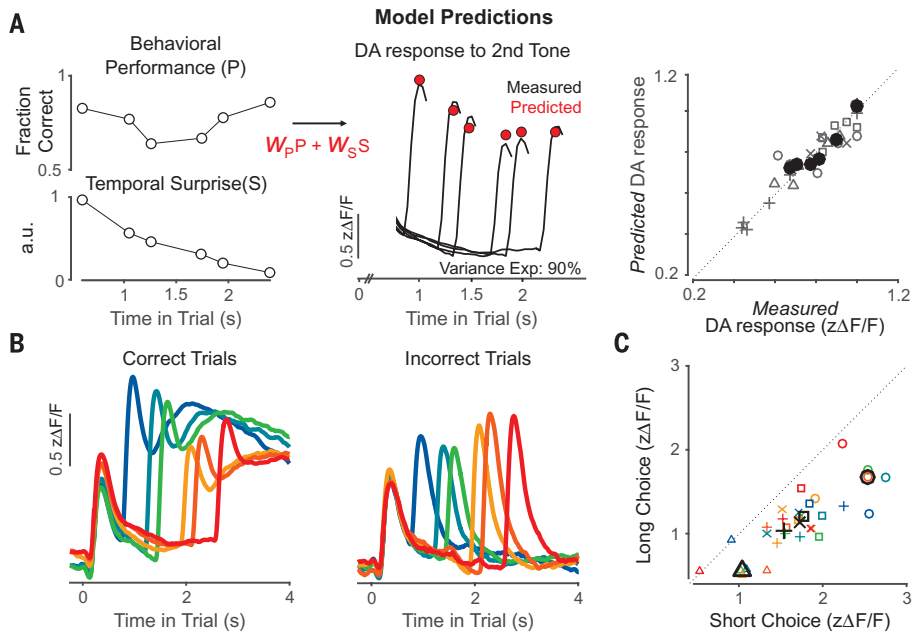 A
Model Predictions
Behavioral
Performance (P)
Fraction
Correct
1
0.5
Temporal Surprise(S)
a.u.
1
0
1
1.5
2
Time in Trial (s)
WPP + WSS
DA response to 2nd Tone
Measured
Predicted
0.5 zΔF/F
Variance Exp: 90%
0
1
1.5
2
Time in Trial (s)
Predicted DA response
1.2
0.2
0.2
1.2
Measured
DA response (zΔF/F)
B
Correct Trials
0.5 zΔF/F
0
2
4
Time in Trial (s)
Incorrect Trials
0
2
4
Time in Trial (s)
C
Long Choice (zΔF/F)
3
2
1
1
2
3
Short Choice (zΔF/F)